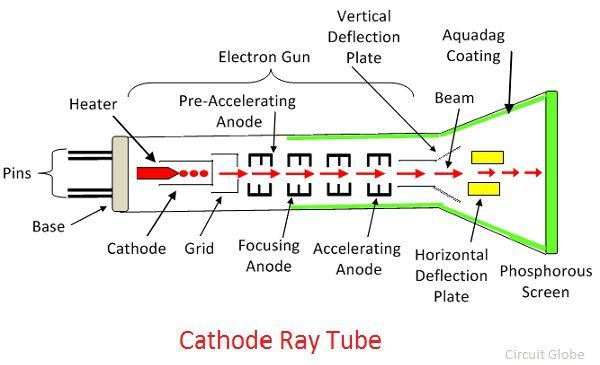 Vertical
Deflection
Plate
Aquadag
Coating
Electron Gun
Heater
Pre-Accelerating
Anode
Beam
Pins
Base
Cathode
Grid
Focusing
Anode
Accelerating
Anode
Horizontal
Deflection
Plate
Phosphorous
Screen
Cathode Ray Tube
Circuit Globe